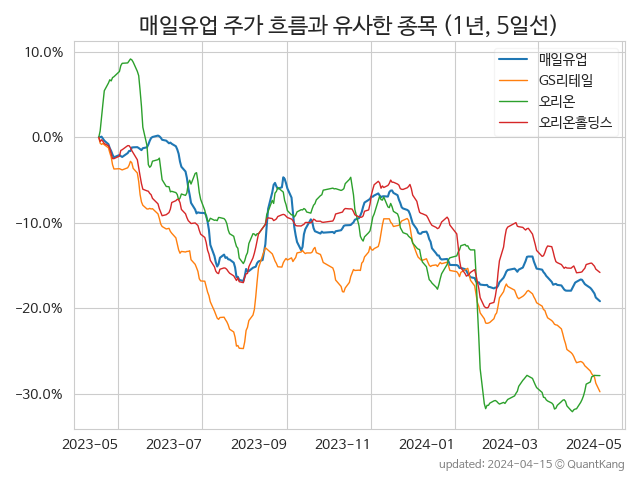 매일유업 주가 흐름과 유사한 종목 (1년, 5일선)
매일유업
GS리테일
오리온
오리온홀딩스
10.0%
0.0%
−10.0%
−20.0%
−30.0%
2023-05 2023-07 2023-09 2023-11 2024-01 2024-03 2024-05
updated: 2024-04-15 © QuantKang